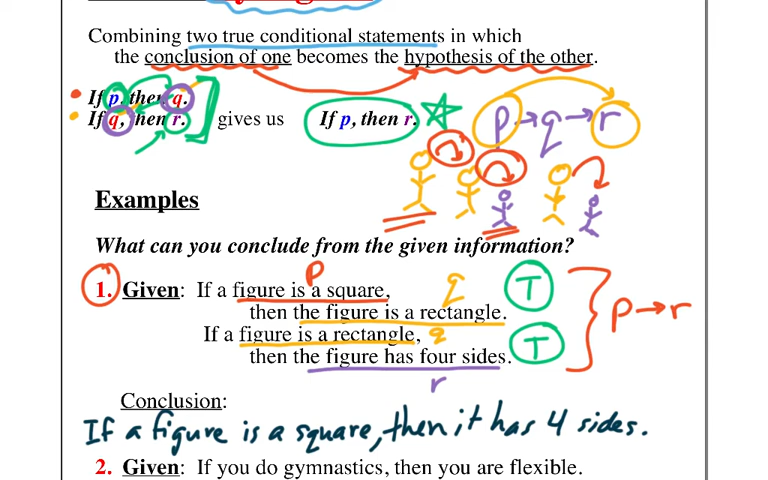 Combining two true conditional statements in which
the conclusion of one becomes the hypothesis of the other.
• If p, then q.
• If q, then r. gives us If p, then r. p→q→r
Examples
What can you conclude from the given information?
p
1. Given: If a figure is a square, q T
then the figure is a rectangle. p→r
If a figure is a rectangle, q
then the figure has four sides. T
r
Conclusion:
If a figure is a square, then it has 4 sides.
2. Given: If you do gymnastics, then you are flexible.